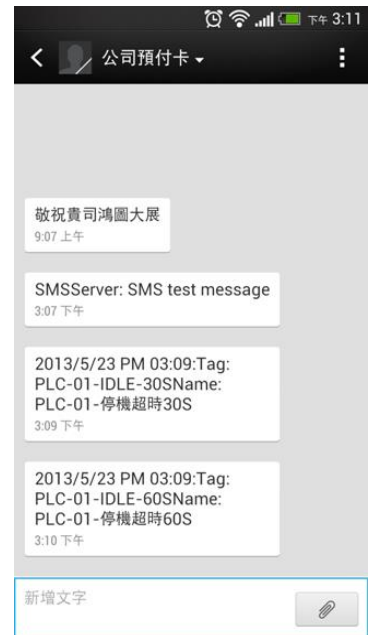 下午 3:11
公司預付卡
敬祝貴司鴻圖大展
9:07 上午
SMSServer: SMS test message
3:07 下午
2013/5/23 PM 03:09:Tag:
PLC-01-IDLE-30SName:
PLC-01-停機超時30S
3:09 下午
2013/5/23 PM 03:09:Tag:
PLC-01-IDLE-60SName:
PLC-01-停機超時60S
3:10 下午
新增文字